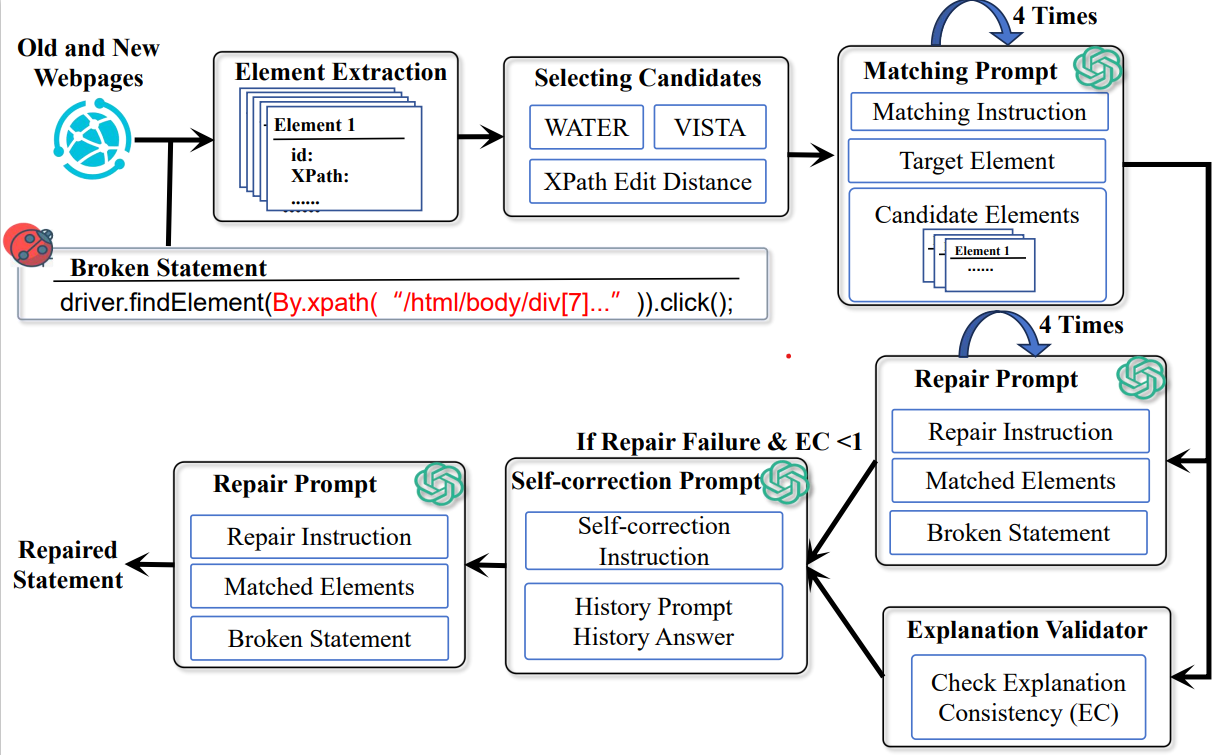 Old and New
Webpages
Element Extraction
Element 1
id:
XPath:
......
Selecting Candidates
WATER
VISTA
XPath Edit Distance
4 Times
Matching Prompt
Matching Instruction
Target Element
Candidate Elements
Element 1
......
Broken Statement
driver.findElement(By.xpath( “/html/body/div[7]...” )).click();
4 Times
Repair Prompt
Repair Instruction
Matched Elements
Broken Statement
Explanation Validator
Check Explanation
Consistency (EC)
If Repair Failure & EC <1
Self-correction Prompt
Self-correction
Instruction
History Prompt
History Answer
Repair Prompt
Repair Instruction
Matched Elements
Broken Statement
Repaired
Statement